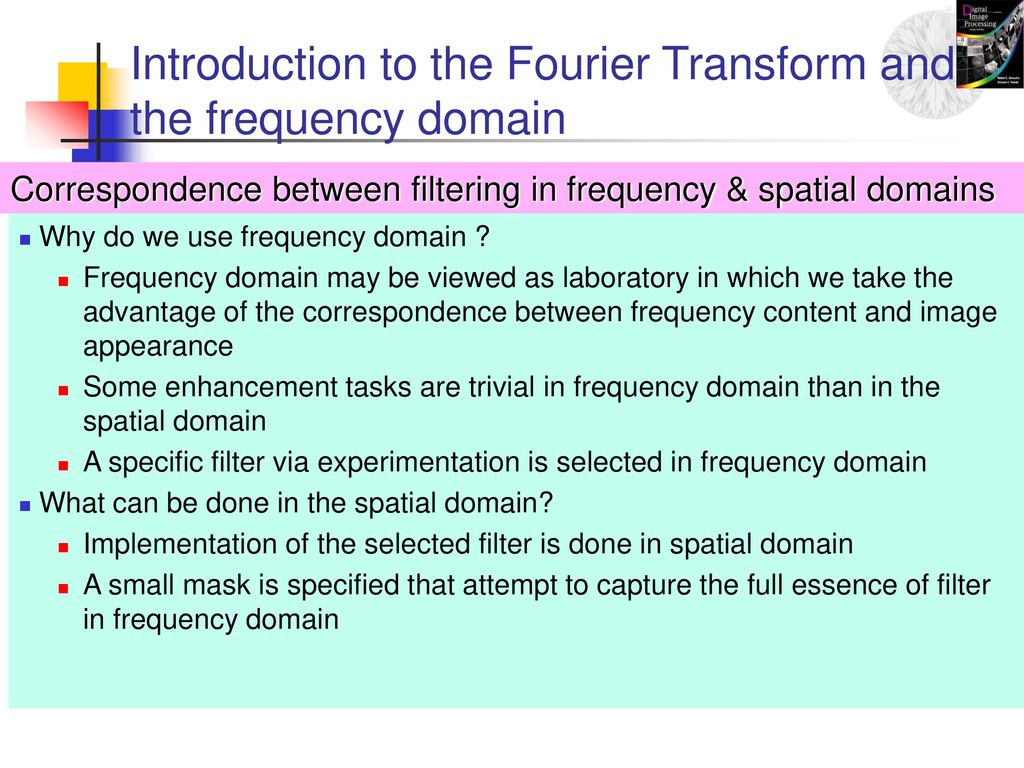 Introduction to the Fourier Transform and
the frequency domain
Digital
Image
Processing
Correspondence between filtering in frequency & spatial domains
Why do we use frequency domain ?
Frequency domain may be viewed as laboratory in which we take the
advantage of the correspondence between frequency content and image
appearance
Some enhancement tasks are trivial in frequency domain than in the
spatial domain
A specific filter via experimentation is selected in frequency domain
What can be done in the spatial domain?
Implementation of the selected filter is done in spatial domain
A small mask is specified that attempt to capture the full essence of filter
in frequency domain